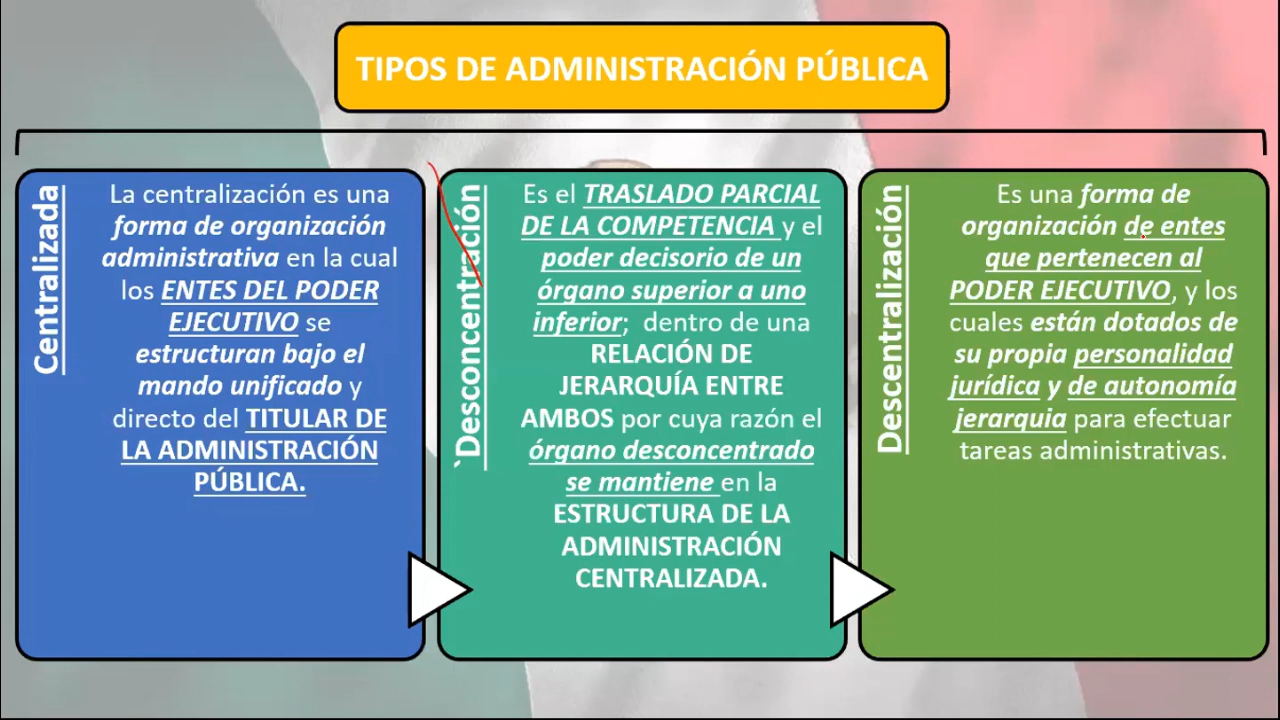 TIPOS DE ADMINISTRACIÓN PÚBLICA
Centralizada
La centralización es una
forma de organización
administrativa en la cual
los ENTES DEL PODER
EJECUTIVO se
estructuran bajo el
mando unificado y
directo del TITULAR DE
LA ADMINISTRACIÓN
PÚBLICA.
`Desconcentración
Es el TRASLADO PARCIAL
DE LA COMPETENCIA y el
poder decisorio de un
órgano superior a uno
inferior; dentro de una
RELACIÓN DE
JERARQUÍA ENTRE
AMBOS por cuya razón el
órgano desconcentrado
se mantiene en la
ESTRUCTURA DE LA
ADMINISTRACIÓN
CENTRALIZADA.
Descentralización
Es una forma de
organización de entes
que pertenecen al
PODER EJECUTIVO, y los
cuales están dotados de
su propia personalidad
jurídica y de autonomía
jerarquia para efectuar
tareas administrativas.